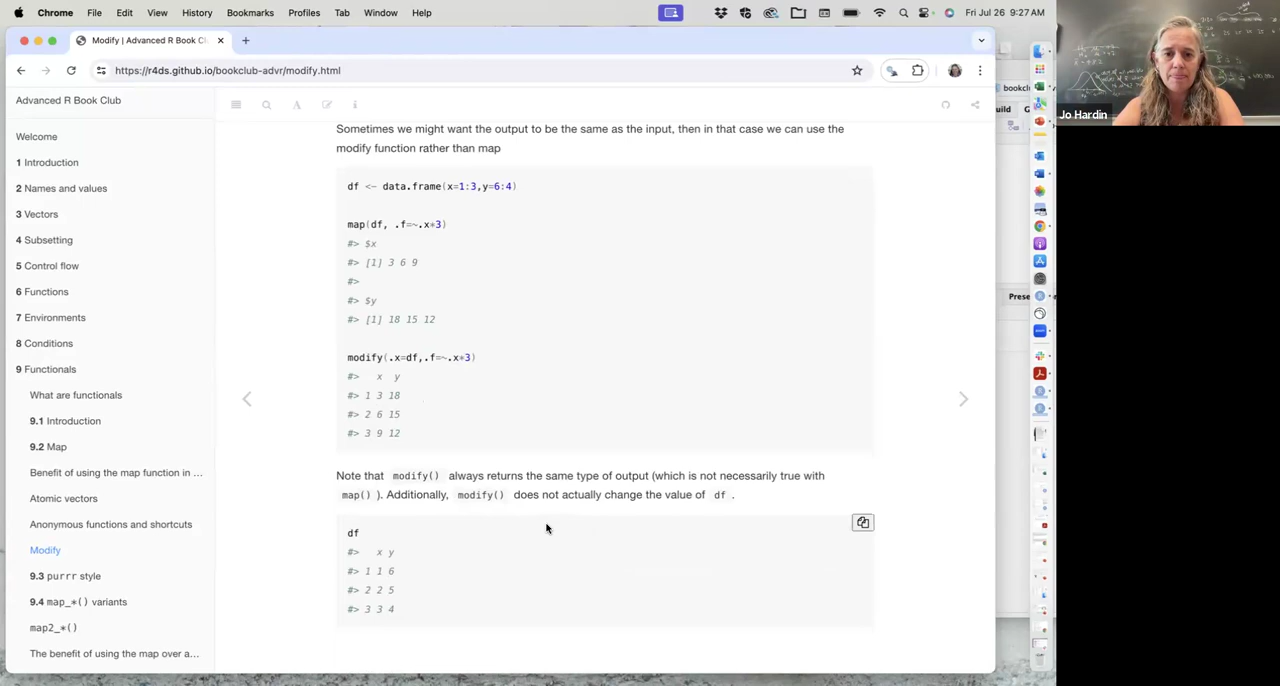 Chrome File Edit View History Bookmarks Profiles Tab Window Help Fri Jul 26 9:27 AM
Modify | Advanced R Book Cl
https://r4ds.github.io/bookclub-advr/modify.html
bookcl
uild
Prese
Jo Hardin
Advanced R Book Club
Welcome
1 Introduction
2 Names and values
3 Vectors
4 Subsetting
5 Control flow
6 Functions
7 Environments
8 Conditions
9 Functionals
What are functionals
9.1 Introduction
9.2 Map
Benefit of using the map function in ...
Atomic vectors
Anonymous functions and shortcuts
Modify
9.3 purrr style
9.4 map_*() variants
map2_*()
The benefit of using the map over a...
Sometimes we might want the output to be the same as the input, then in that case we can use the
modify function rather than map
df <- data.frame(x=1:3,y=6:4)
map(df, .f=~.x*3)
#> $x
#> [1] 3 6 9
#>
#> $y
#> [1] 18 15 12
modify(.x=df,.f=~.x*3)
#> x y
#> 1 3 18
#> 2 6 15
#> 3 9 12
Note that modify() always returns the same type of output (which is not necessarily true with
map() ). Additionally, modify() does not actually change the value of df .
df
#> x y
#> 1 1 6
#> 2 2 5
#> 3 3 4